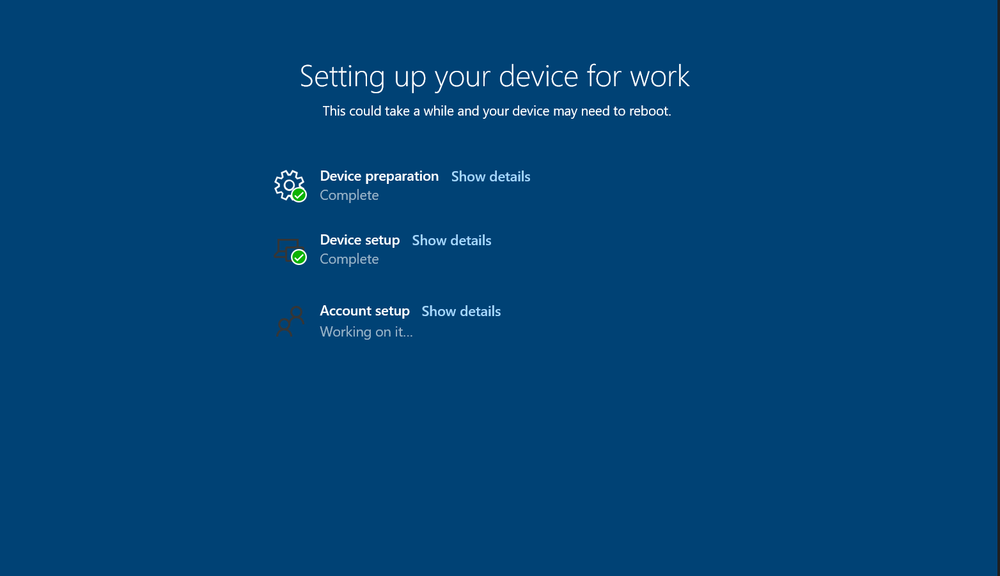 Setting up your device for work
This could take a while and your device may need to reboot.
Device preparation Show details
Complete
Device setup Show details
Complete
Account setup Show details
Working on it...